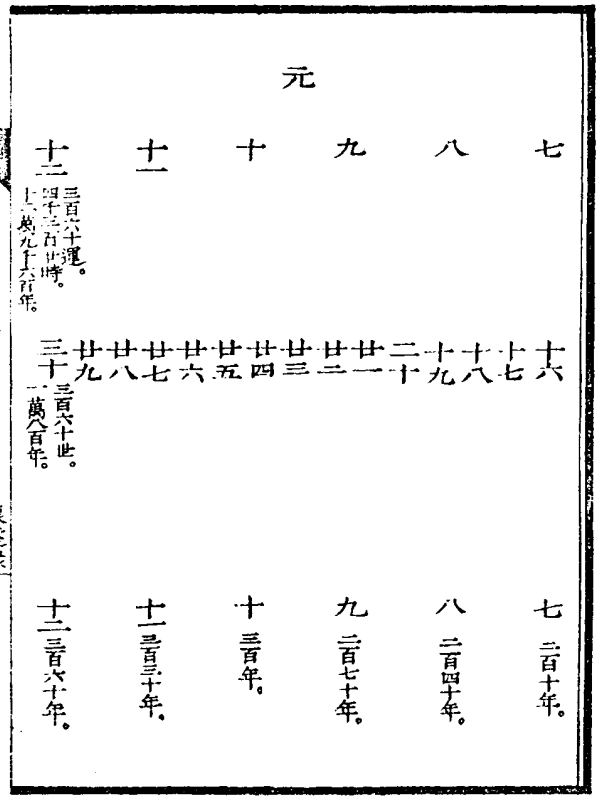 元
七
八
九
十
十一
十二
三百六十運。
四千三百廿時。
十二萬九千六百年。
十六
十七
十八
十九
二十
廿一
廿二
廿三
廿四
廿五
廿六
廿七
廿八
廿九
三十
三百六十世。
一萬八百年。
七 二百十年。
八 二百四十年。
九 二百七十年。
十 三百年。
十一 三百三十年。
十二 三百六十年。